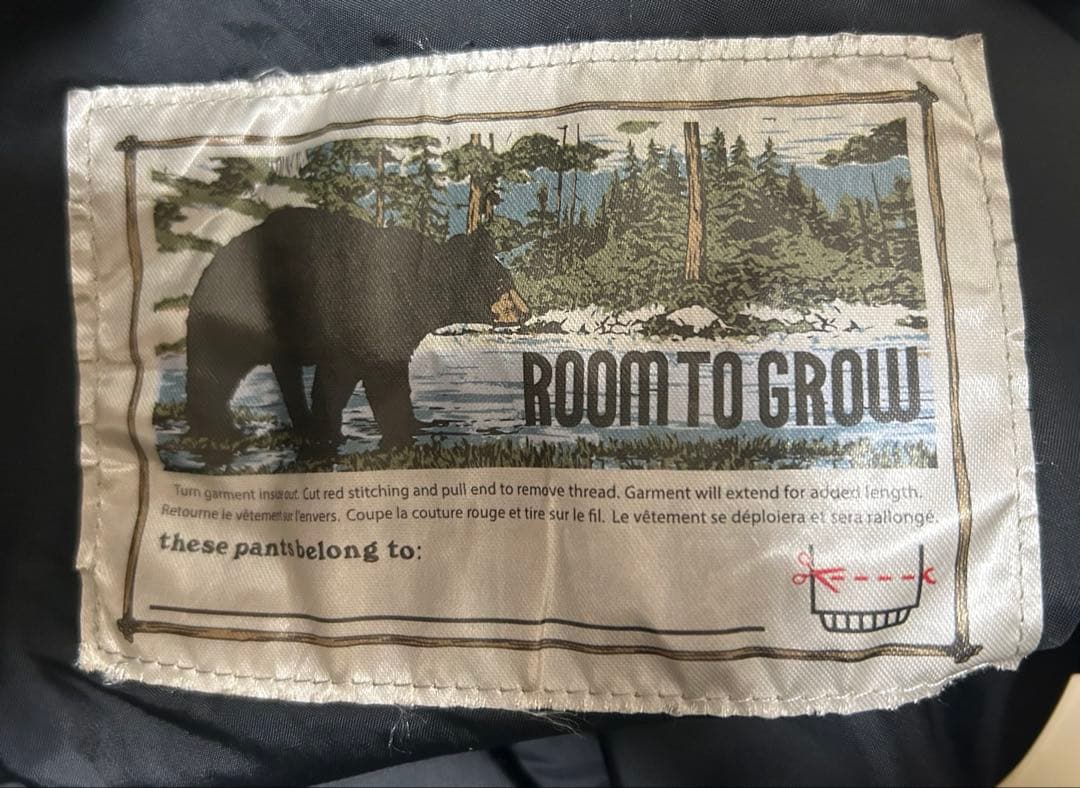 ROOM TO GROW
Turn garment inside out. Cut red stitching and pull end to remove thread. Garment will extend for added length.
Retourne le vêtement sur l'envers. Coupe la couture rouge et tire sur le fil. Le vêtement se déploiera et sera rallongé.
these pants belong to: